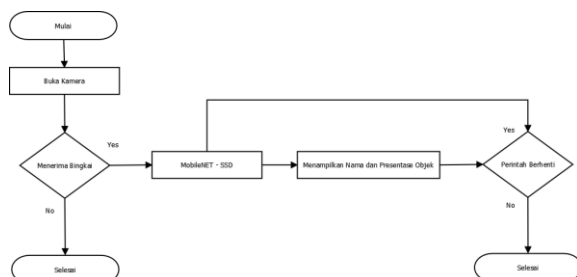 Mulai
Buka Kamera
Menerima Bingkai
Yes
MobileNET - SSD
Menampilkan Nama dan Presentase Objek
Yes
Perintah Berhenti
No
No
Selesai
Selesai